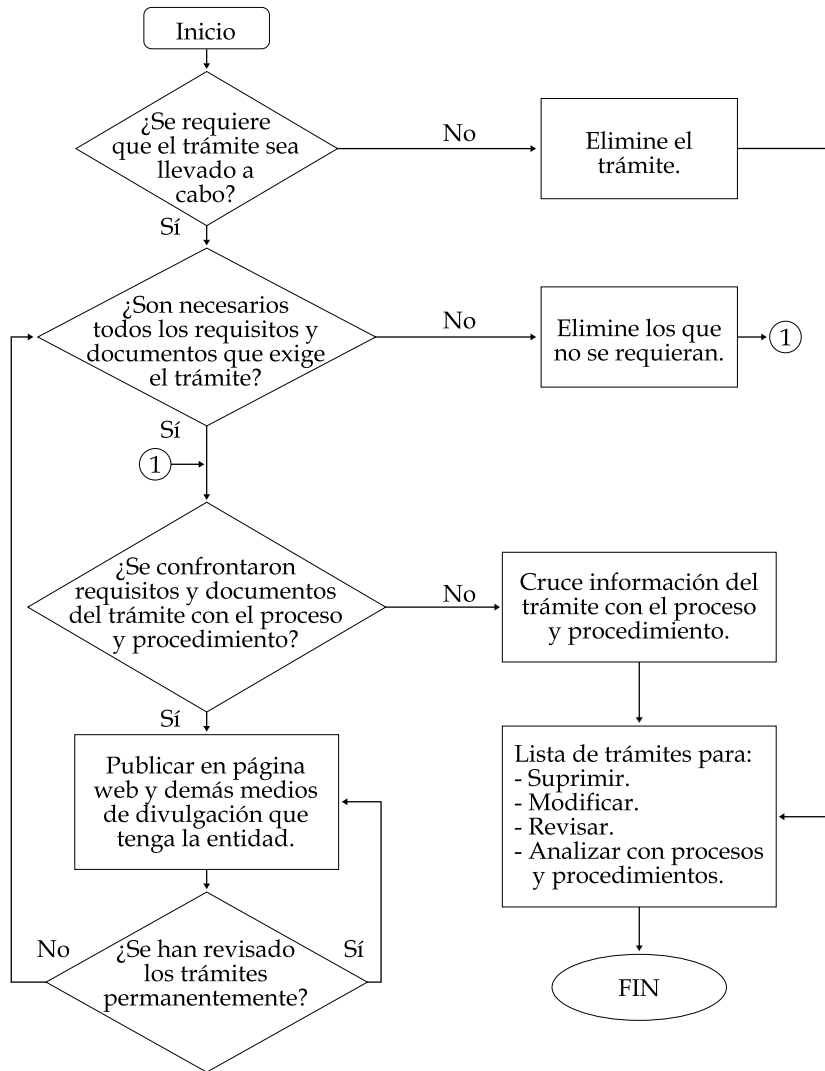 Inicio
¿Se requiere
que el trámite sea
llevado a
cabo?
No
Elimine el
trámite.
Sí
¿Son necesarios
todos los requisitos y
documentos que exige
el trámite?
No
Elimine los que
no se requieran.
1
Sí
1
¿Se confrontaron
requisitos y documentos
del trámite con el proceso
y procedimiento?
No
Cruce información del
trámite con el proceso
y procedimiento.
Sí
Publicar en página
web y demás medios
de divulgación que
tenga la entidad.
Lista de trámites para:
- Suprimir.
- Modificar.
- Revisar.
- Analizar con procesos
y procedimientos.
No
¿Se han revisado
los trámites
permanentemente?
Sí
FIN